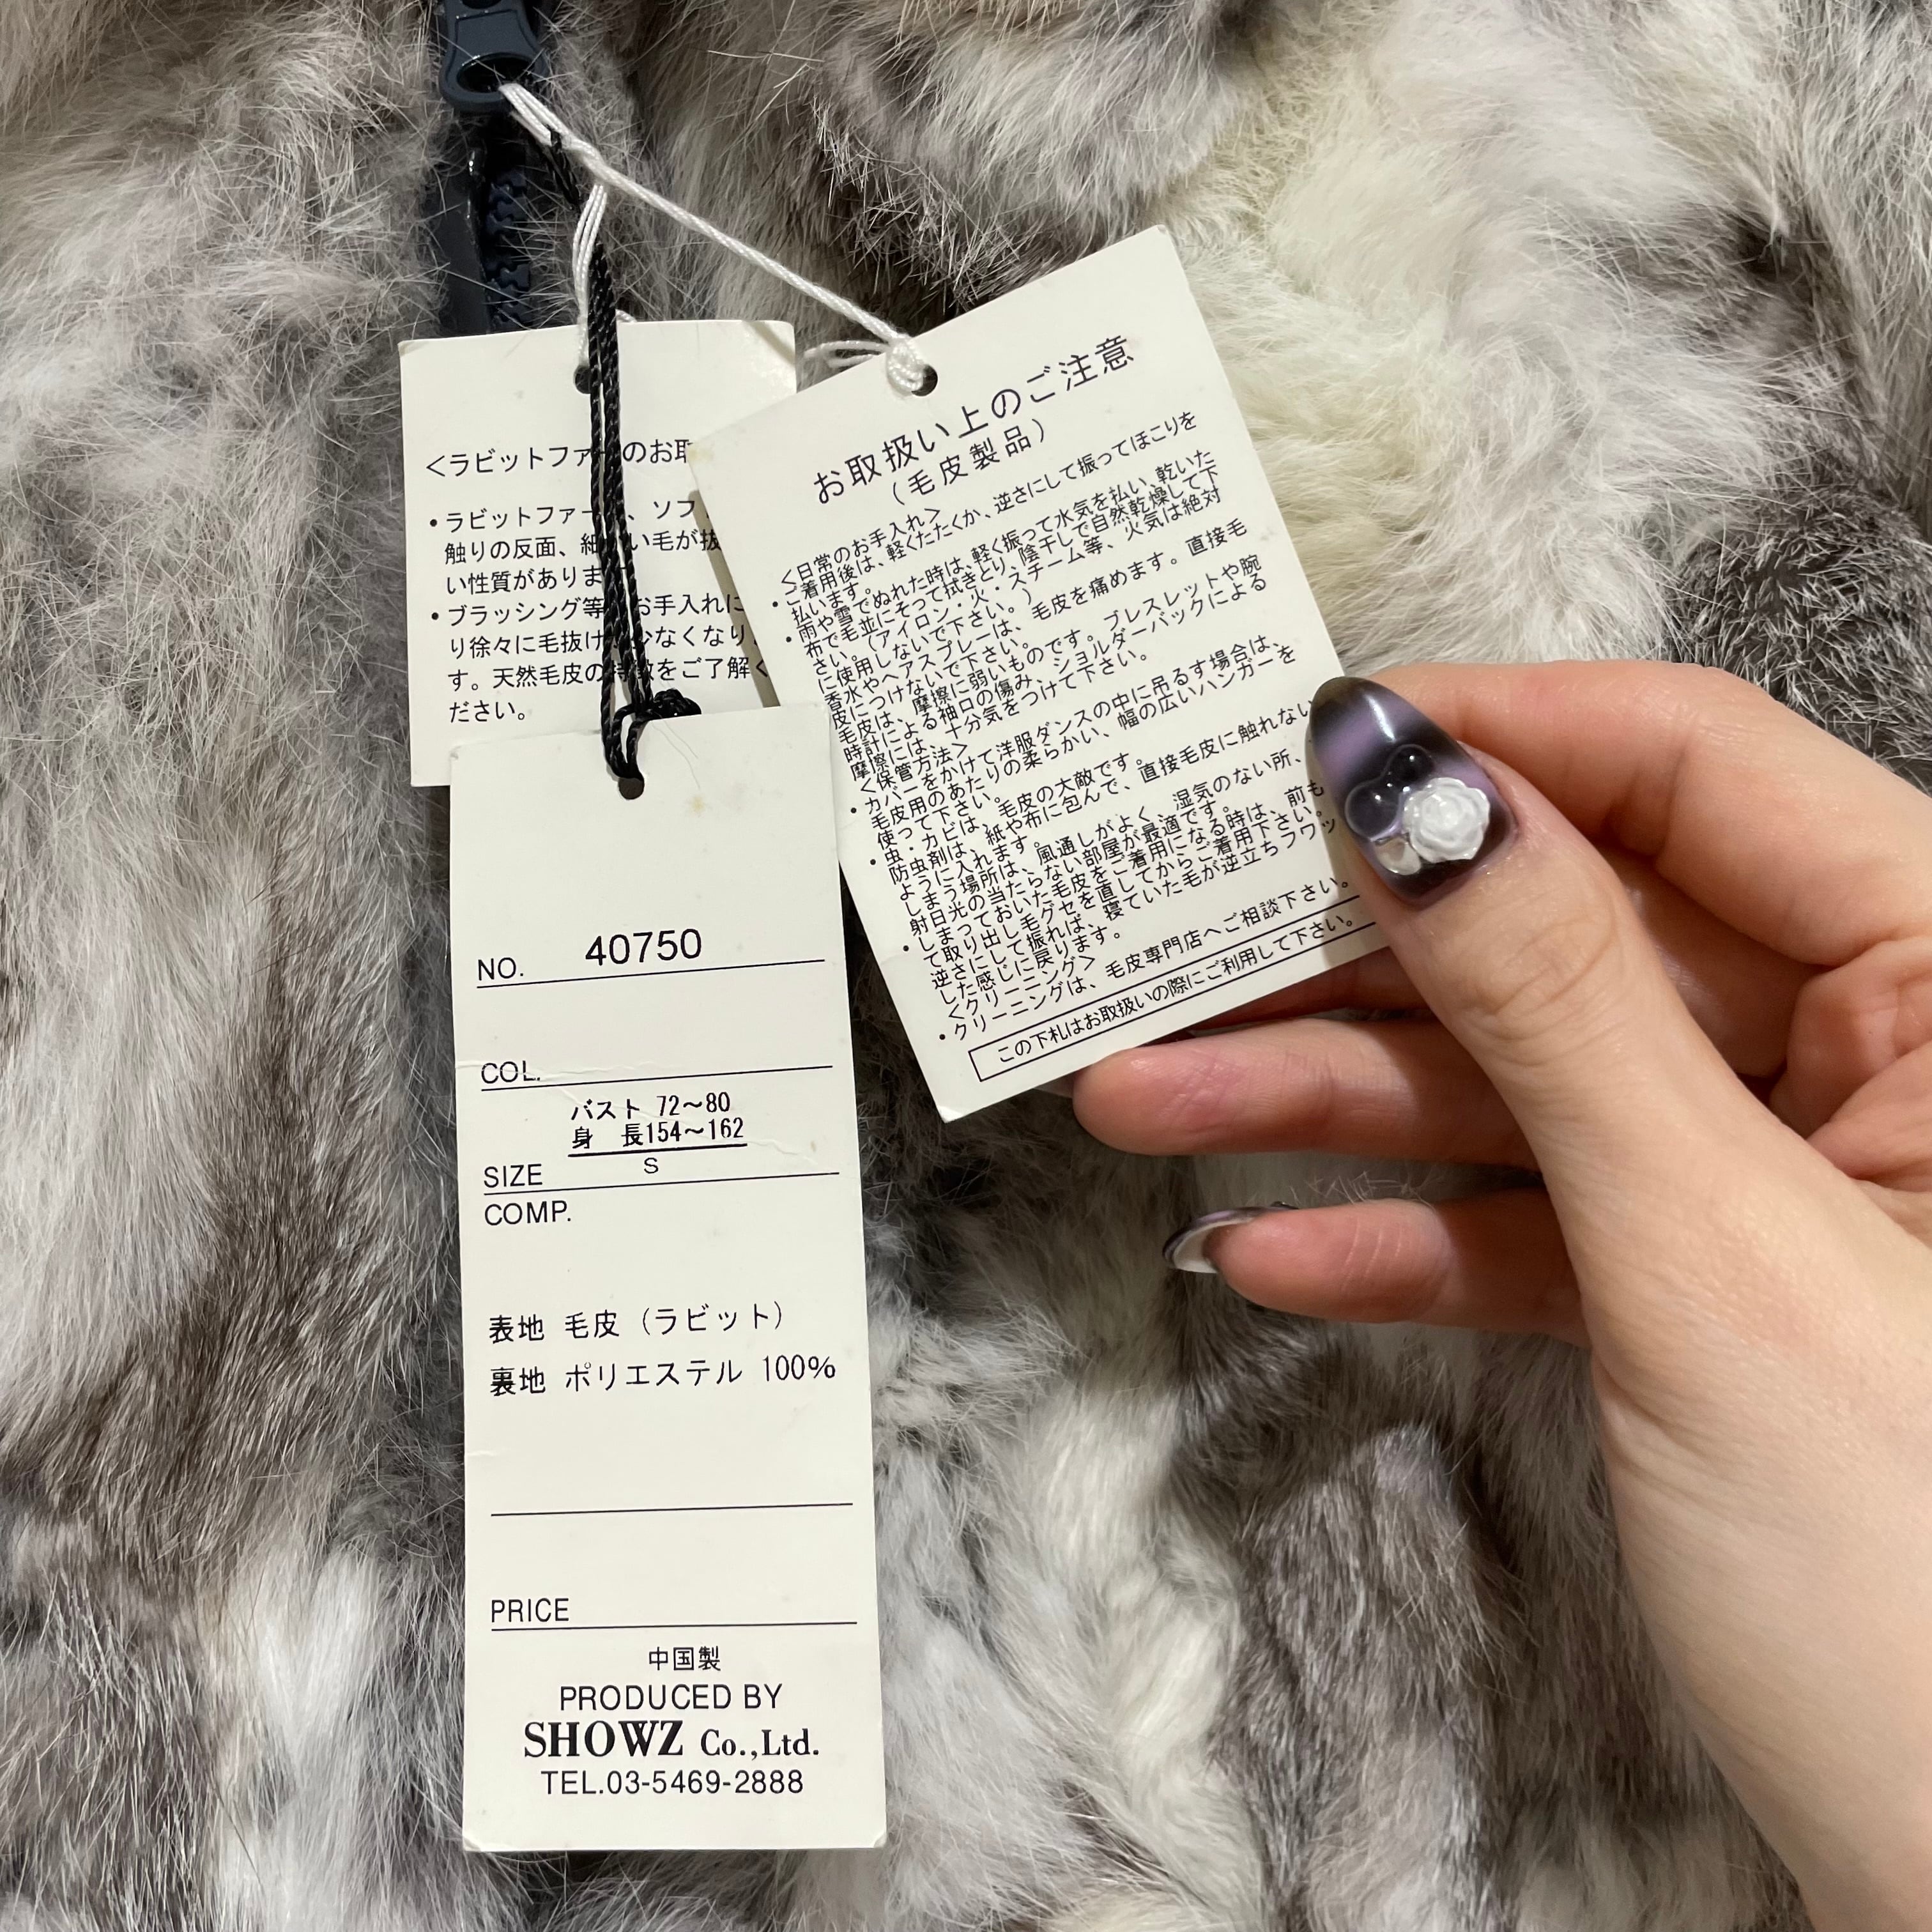 <ラビットファ のお取
・ラビットファー 、ソフ
触りの反面、細 い毛が抜
い性質がありま
・ブラッシング等 お手入れに
り徐々に毛抜け 少なくなり
す。天然毛皮の特徴をご了解く
ださい。
お取扱い上のご注意
(毛皮製品)
<日常のお手入れ>
・ご着用後は、軽くたたくか、逆さにして振ってほこりを
払います。
・雨や雪でぬれた時は、軽く振って水気を払い、乾いた
布で毛並にそって拭きとり、陰干しで自然乾燥して下
さい。(アイロン・火・スチーム等、火気は絶対
に使用しないで下さい。)
香水やヘアスプレーは、毛皮を痛めます。直接毛
皮につけないで下さい。
毛皮は、摩擦に弱いものです。ブレスレットや腕
時計による袖口の傷み、ショルダーバックによる
摩擦には、十分気をつけて下さい。
<保管方法>
・カバーをかけて洋服ダンスの中に吊るす場合は、
毛皮用のあたりの柔らかい、幅の広いハンガーを
使って下さい。
・虫・カビは、毛皮の大敵です。
防虫剤は、紙や布に包んで、直接毛皮に触れない
ように入れます。
しまう場所は、風通しがよく、湿気のない所、
射日光の当たらない部屋が最適です。
・しまっておいた毛皮をご着用になる時は、前も
て取り出し毛グセを直してからご着用下さい。
逆さにして振れば、寝ていた毛が逆立ちフワッ
した感じに戻ります。
<クリーニング>
・クリーニングは、毛皮専門店へご相談下さい。
この下札はお取扱いの際にご利用して下さい。
NO. 40750
COL.
バスト 72~80
身 長154~162
SIZE S
COMP.
表地 毛皮(ラビット)
裏地 ポリエステル 100%
PRICE
中国製
PRODUCED BY
SHOWZ Co.,Ltd.
TEL.03-5469-2888